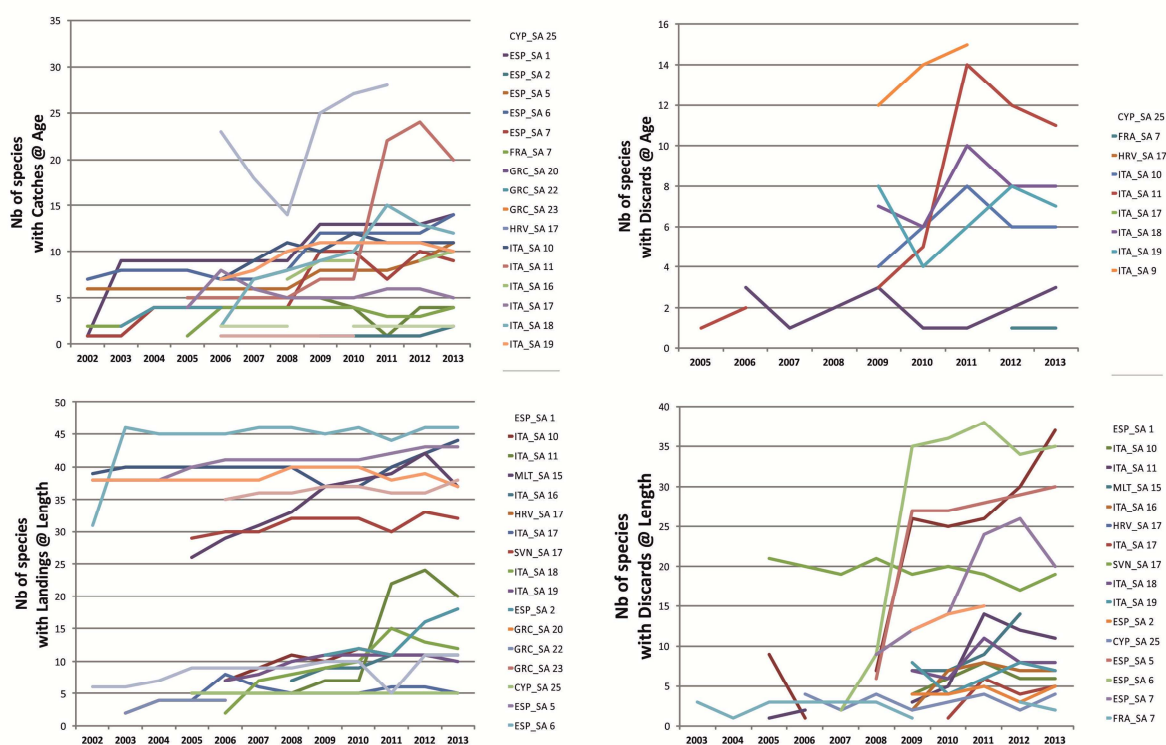 Nb of species
with Catches @ Age
35
30
25
20
15
10
5
0
2002 2003 2004 2005 2006 2007 2008 2009 2010 2011 2012 2013
CYP_SA 25
ESP_SA 1
ESP_SA 2
ESP_SA 5
ESP_SA 6
ESP_SA 7
FRA_SA 7
GRC_SA 20
GRC_SA 22
GRC_SA 23
HRV_SA 17
ITA_SA 10
ITA_SA 11
ITA_SA 16
ITA_SA 17
ITA_SA 18
ITA_SA 19
Nb of species
with Discards @ Age
16
14
12
10
8
6
4
2
0
2005 2006 2007 2008 2009 2010 2011 2012 2013
CYP_SA 25
FRA_SA 7
HRV_SA 17
ITA_SA 10
ITA_SA 11
ITA_SA 17
ITA_SA 18
ITA_SA 19
ITA_SA 9
Nb of species
with Landings @ Length
50
45
40
35
30
25
20
15
10
5
0
2002 2003 2004 2005 2006 2007 2008 2009 2010 2011 2012 2013
ESP_SA 1
ITA_SA 10
ITA_SA 11
MLT_SA 15
ITA_SA 16
HRV_SA 17
ITA_SA 17
SVN_SA 17
ITA_SA 18
ITA_SA 19
ESP_SA 2
GRC_SA 20
GRC_SA 22
GRC_SA 23
CYP_SA 25
ESP_SA 5
ESP_SA 6
Nb of species
with Discards @ Length
40
35
30
25
20
15
10
5
0
2003 2004 2005 2006 2007 2008 2009 2010 2011 2012 2013
ESP_SA 1
ITA_SA 10
ITA_SA 11
MLT_SA 15
ITA_SA 16
HRV_SA 17
ITA_SA 17
SVN_SA 17
ITA_SA 18
ITA_SA 19
ESP_SA 2
CYP_SA 25
ESP_SA 5
ESP_SA 6
ESP_SA 7
FRA_SA 7